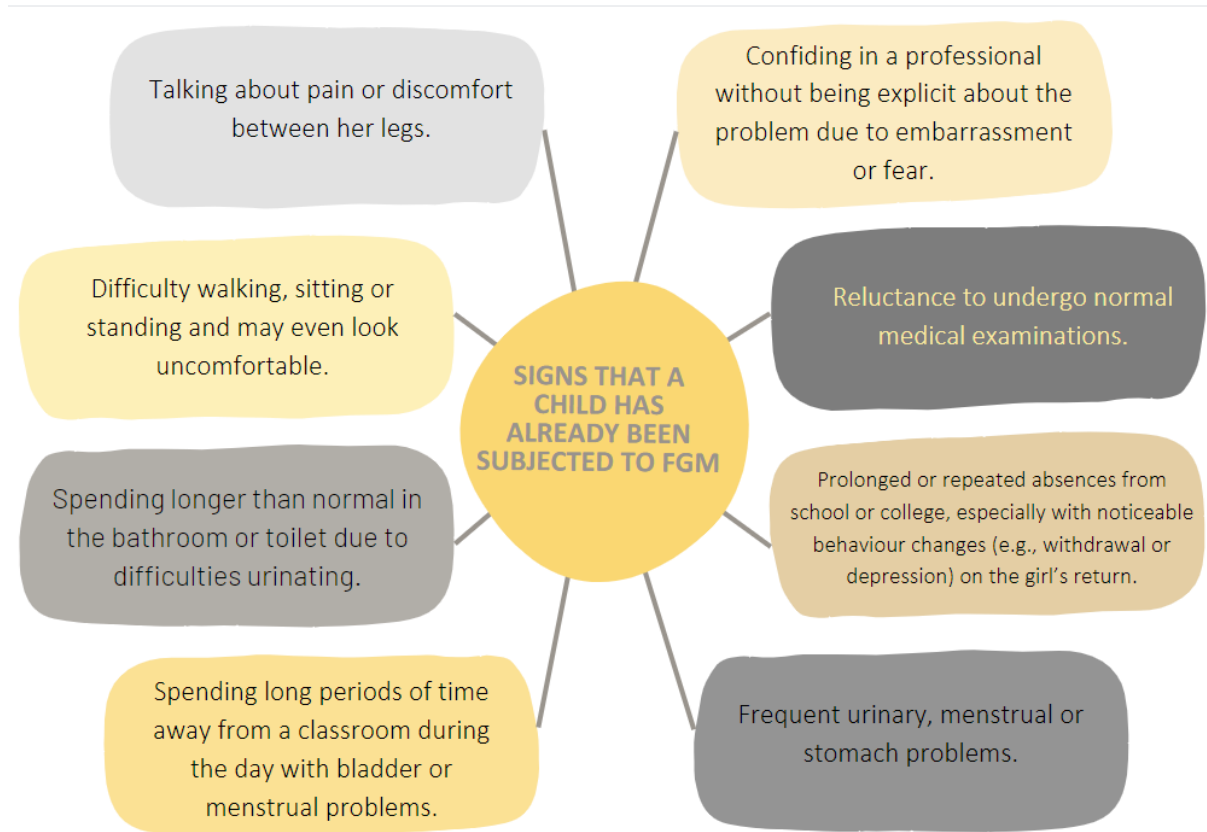 Talking about pain or discomfort
between her legs.
Confiding in a professional
without being explicit about the
problem due to embarrassment
or fear.
Difficulty walking, sitting or
standing and may even look
uncomfortable.
Reluctance to undergo normal
medical examinations.
SIGNS THAT A
CHILD HAS
ALREADY BEEN
SUBJECTED TO FGM
Spending longer than normal in
the bathroom or toilet due to
difficulties urinating.
Prolonged or repeated absences from
school or college, especially with noticeable
behaviour changes (e.g., withdrawal or
depression) on the girl’s return.
Spending long periods of time
away from a classroom during
the day with bladder or
menstrual problems.
Frequent urinary, menstrual or
stomach problems.